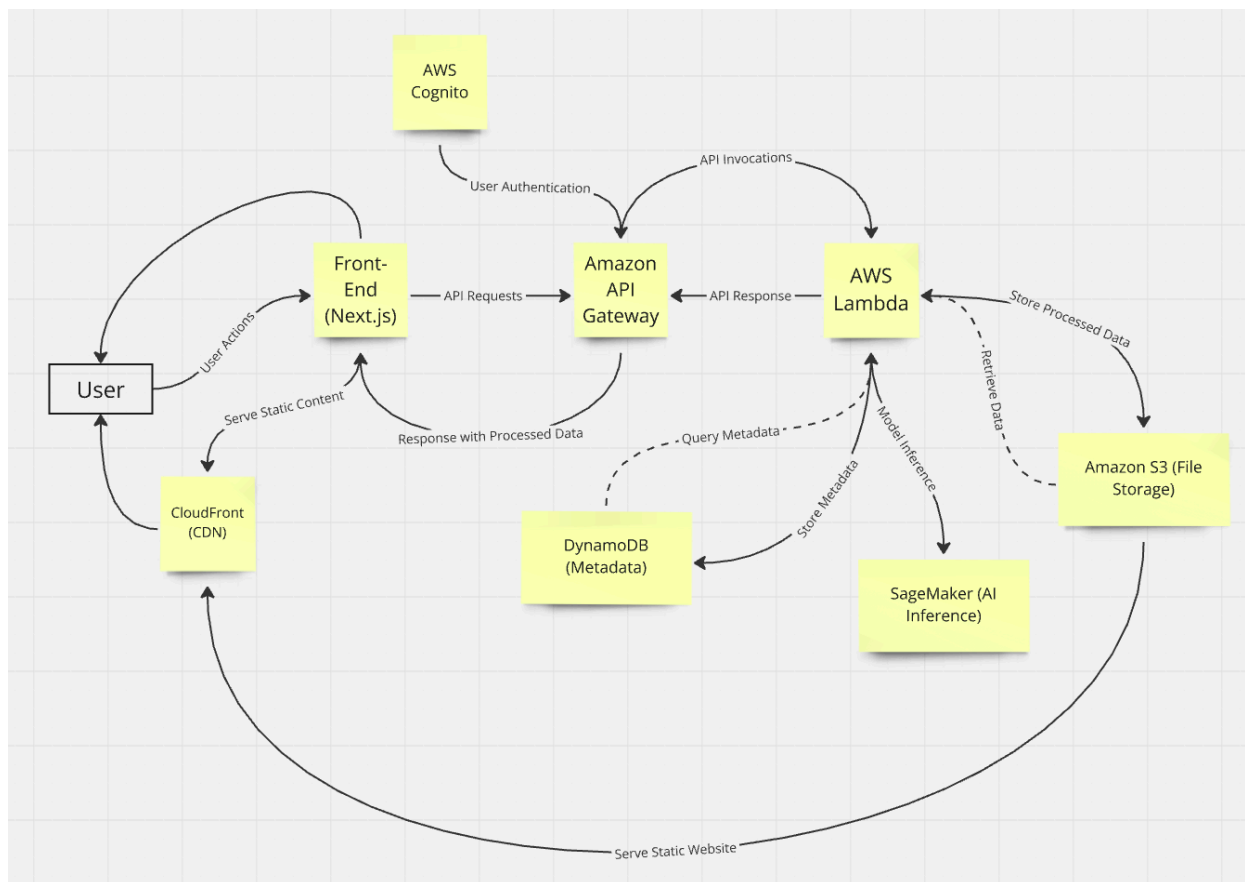 AWS
Cognito
User Authentication
API Invocations
Front-
End
(Next.js)
API Requests
Amazon
API
Gateway
API Response
AWS
Lambda
Store Processed Data
User Actions
User
Serve Static Content
Response with Processed Data
Query Metadata
Model Inference
Retrieve Data
Store Metadata
Amazon S3 (File
Storage)
CloudFront
(CDN)
DynamoDB
(Metadata)
SageMaker (AI
Inference)
Serve Static Website